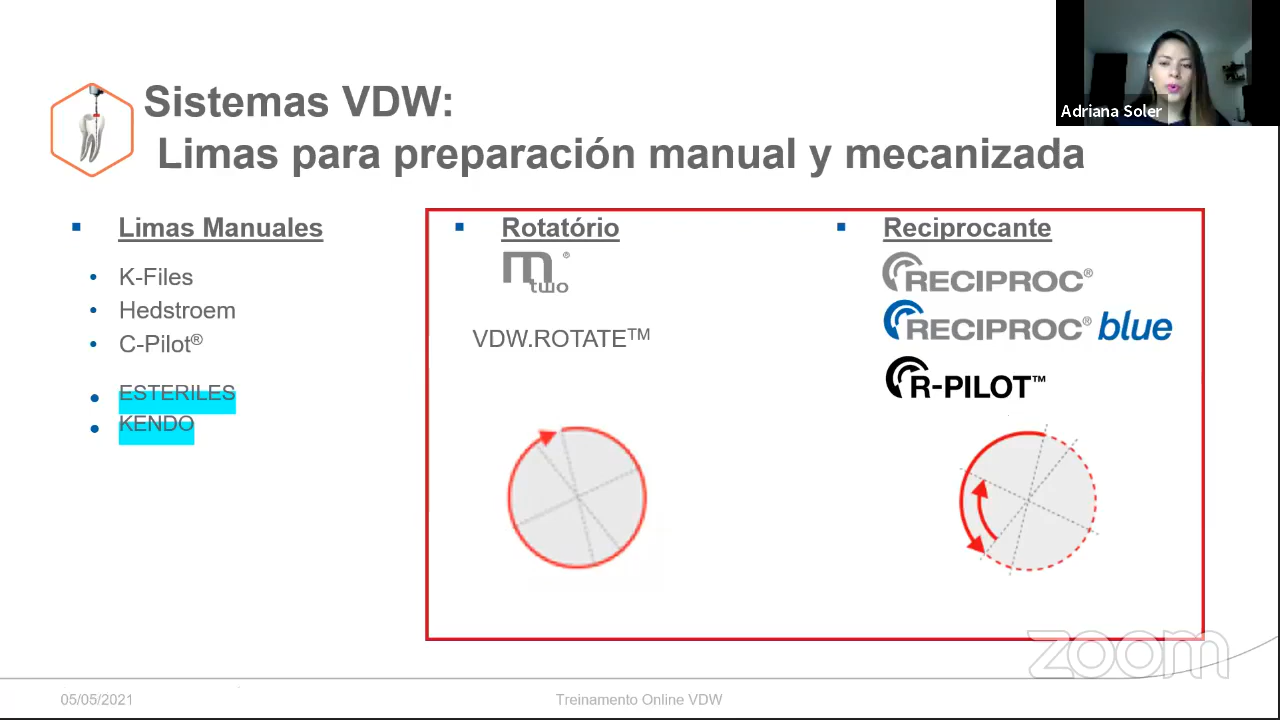 Adriana Soler
Sistemas VDW:
Limas para preparación manual y mecanizada
Limas Manuales
K-Files
Hedstroem
C-Pilot®
ESTERILES
KENDO
Rotatório
mtwo®
VDW.ROTATE™
Reciprocante
RECIPROC®
RECIPROC® blue
R-PILOT™
zoom
05/05/2021
Treinamento Online VDW